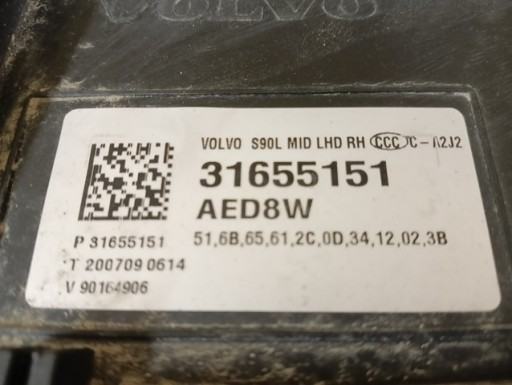 VOLVO
VOLVO S90L MID LHD RH CCC C-A2J2
31655151
AED8W
P 31655151
51,6B,65,61,2C,0D,34,12,02,3B
T 200709 0614
V 90164906